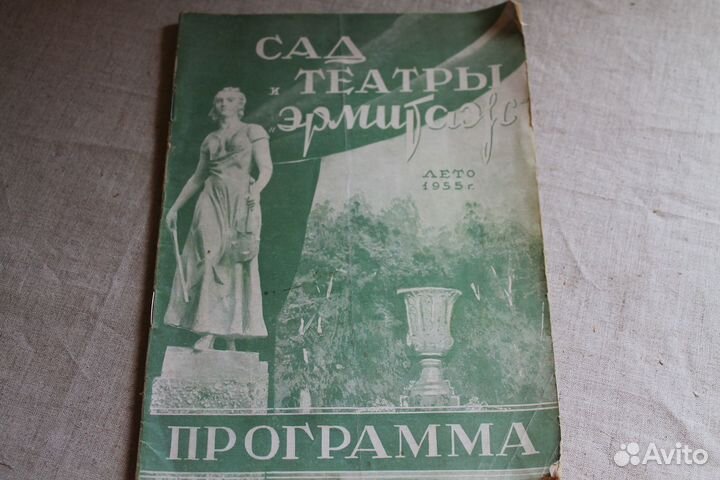 САД
и ТЕАТРЫ
„Эрмитаж"
ЛЕТО
1955 г.
ПРОГРАММА
Avito